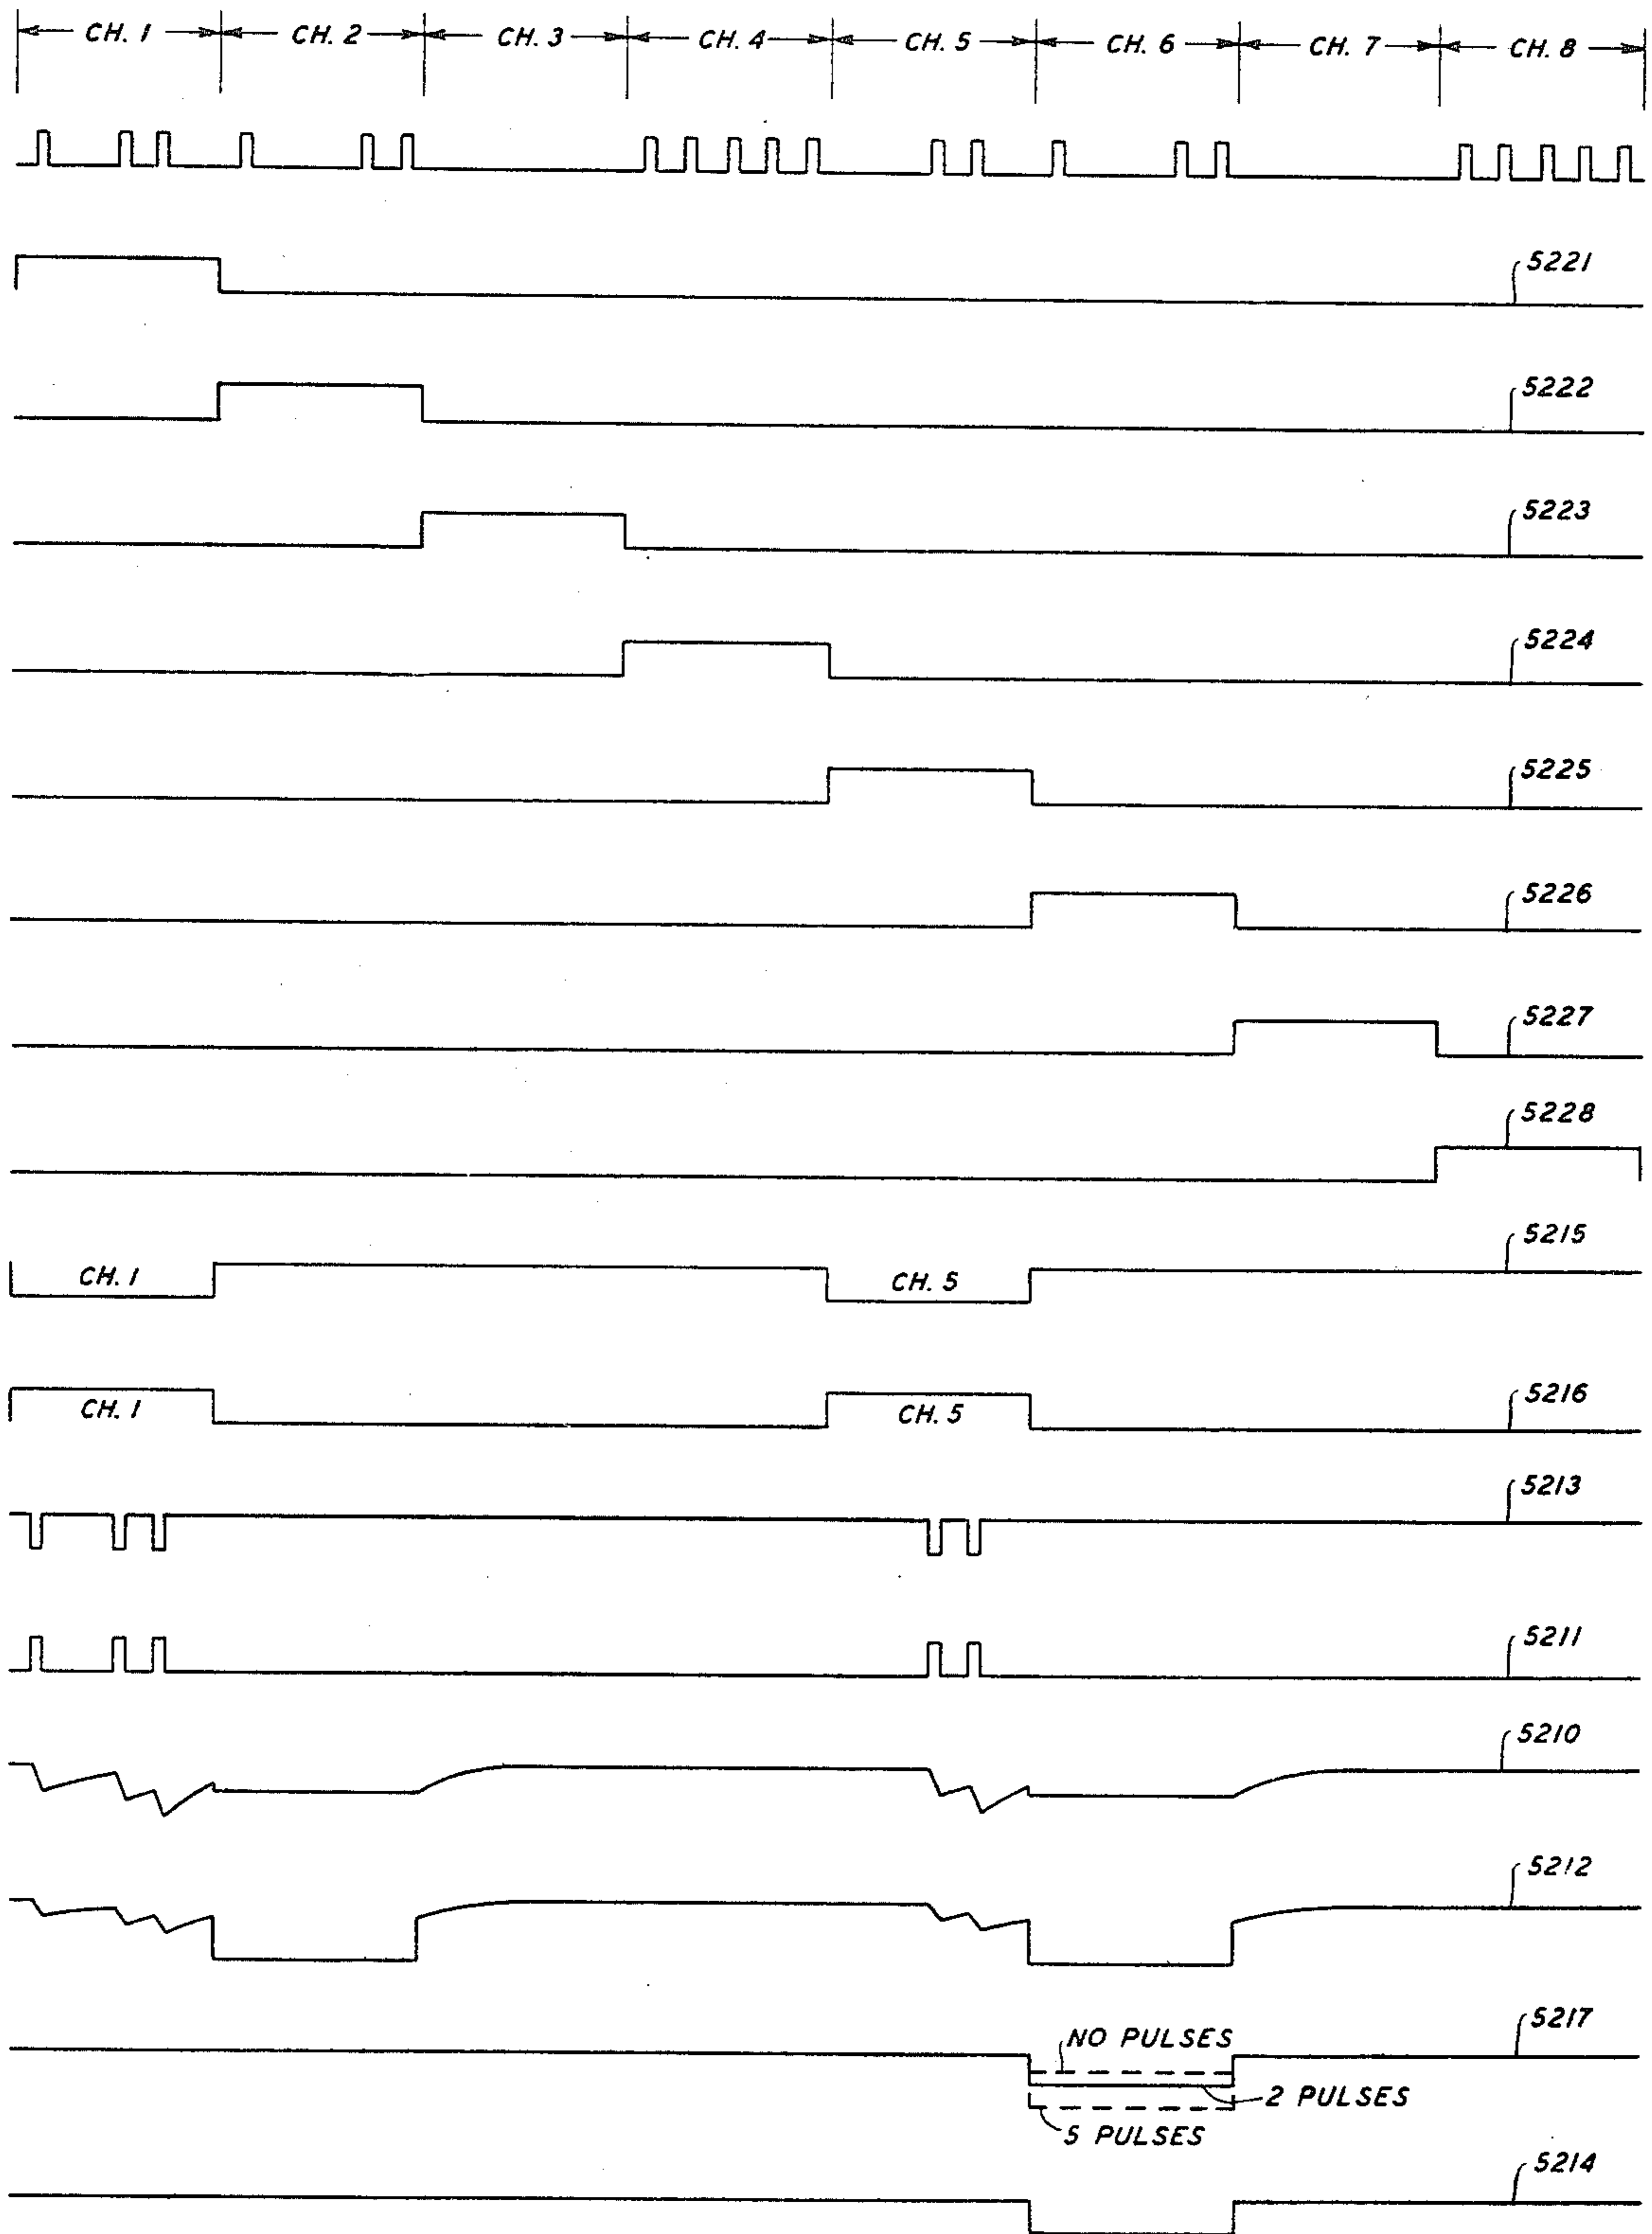 CH. 1 CH. 2 CH. 3 CH. 4 CH. 5 CH. 6 CH. 7 CH. 8
5221
5222
5223
5224
5225
5226
5227
5228
5215
CH. 1 CH. 5
5216
CH. 1 CH. 5
5213
5211
5210
5212
5217
NO PULSES
2 PULSES
5 PULSES
5214